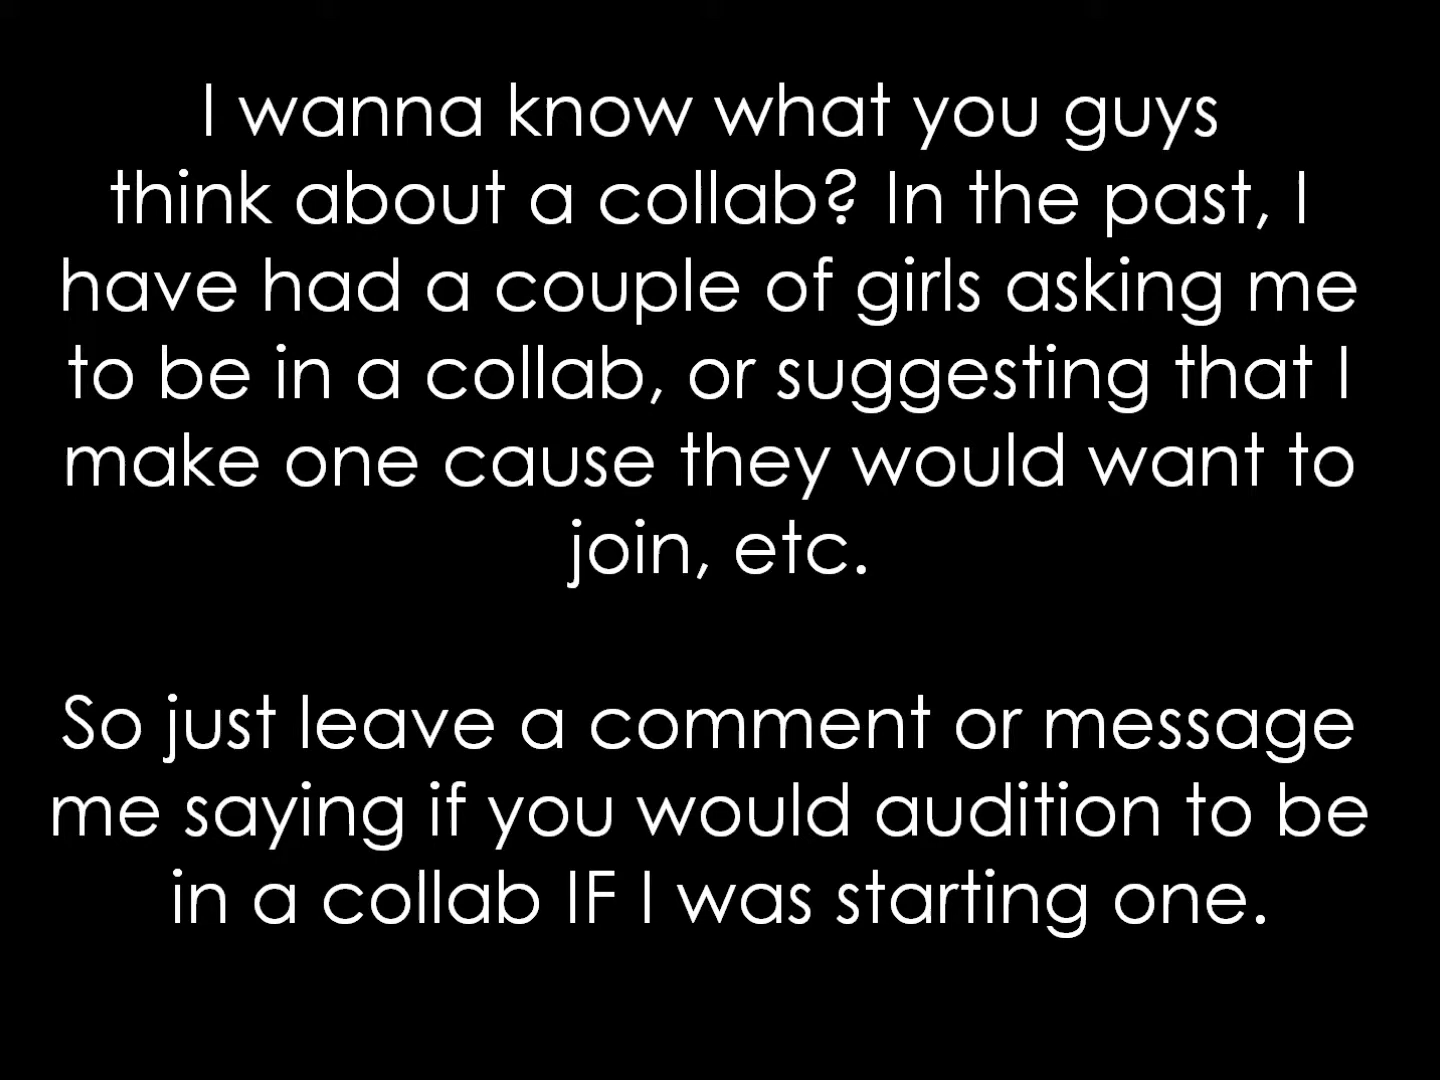 I wanna know what you guys
think about a collab? In the past, I
have had a couple of girls asking me
to be in a collab, or suggesting that I
make one cause they would want to
join, etc.
So just leave a comment or message
me saying if you would audition to be
in a collab IF I was starting one.